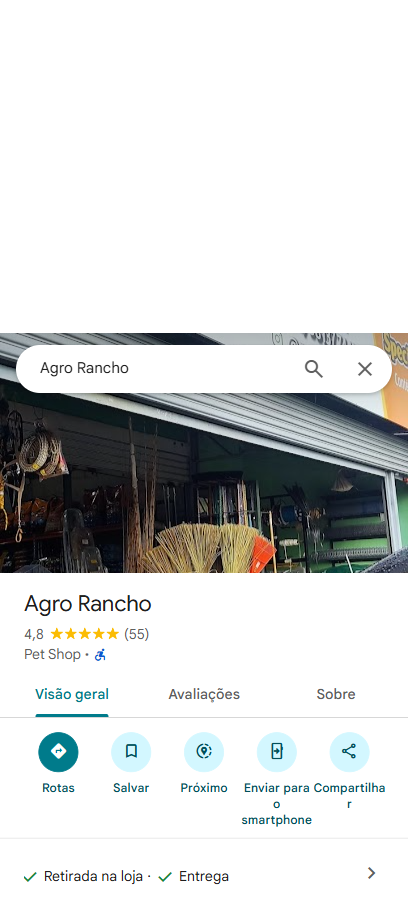 Agro Rancho
Agro Rancho
4,8 (55)
Pet Shop ·
Visão geral Avaliações Sobre
Rotas Salvar Próximo Enviar para o smartphone Compartilhar
Retirada na loja · Entrega